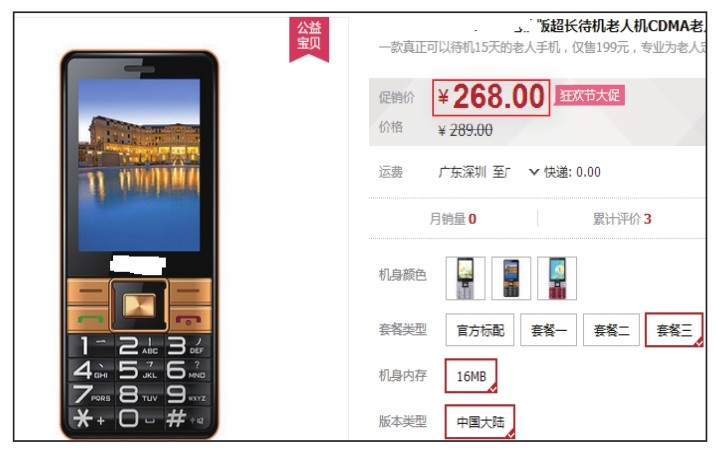 公益
宝贝
版超长待机老人机CDMA老
一款真正可以待机15天的老人手机，仅售199元，专业为老人
促销价 ¥268.00 狂欢节大促
价格 ¥289.00
运费 广东深圳 至 快递: 0.00
月销量 0 累计评价 3
机身颜色
套餐类型 官方标配 套餐一 套餐二 套餐三
机身内存 16MB
版本类型 中国大陆
1 2 ABC 3 DEF
4 GHI 5 JKL 6 MNO
7 PQRS 8 TUV 9 WXYZ
* + 0 #